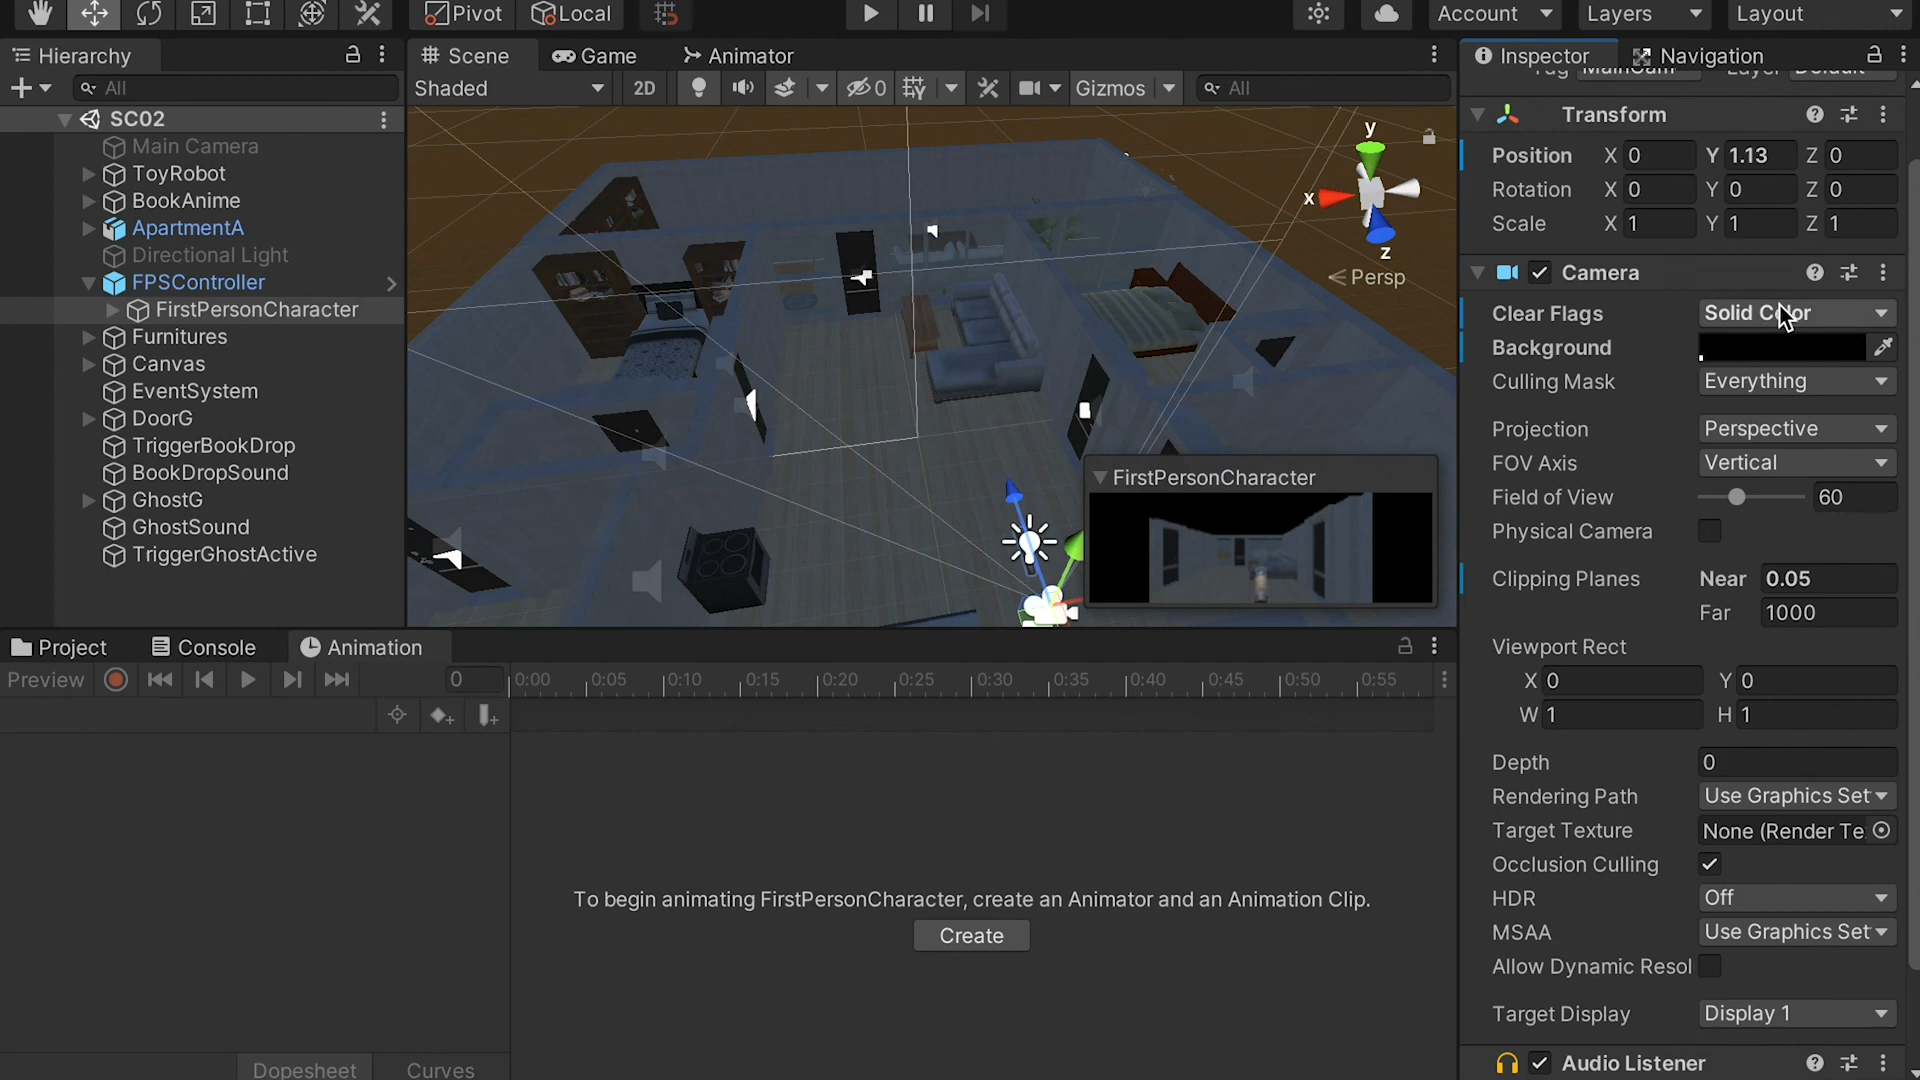 Pivot Local Account Layers Layout
Hierarchy
All
SC02
Main Camera
ToyRobot
BookAnime
ApartmentA
Directional Light
FPSController
FirstPersonCharacter
Furnitures
Canvas
EventSystem
DoorG
TriggerBookDrop
BookDropSound
GhostG
GhostSound
TriggerGhostActive
Scene Game Animator
Shaded 2D 0 Gizmos All
y
x
z
Persp
FirstPersonCharacter
Inspector Navigation
Tag MainCam Layer Default
Transform
Position X 0 Y 1.13 Z 0
Rotation X 0 Y 0 Z 0
Scale X 1 Y 1 Z 1
Camera
Clear Flags Solid Color
Background
Culling Mask Everything
Projection Perspective
FOV Axis Vertical
Field of View 60
Physical Camera
Clipping Planes Near 0.05
Far 1000
Viewport Rect
X 0 Y 0
W 1 H 1
Depth 0
Rendering Path Use Graphics Set
Target Texture None (Render Te
Occlusion Culling
HDR Off
MSAA Use Graphics Set
Allow Dynamic Resol
Target Display Display 1
Audio Listener
Project Console Animation
Preview 0 0:00 0:05 0:10 0:15 0:20 0:25 0:30 0:35 0:40 0:45 0:50 0:55
To begin animating FirstPersonCharacter, create an Animator and an Animation Clip.
Create
Dopesheet Curves